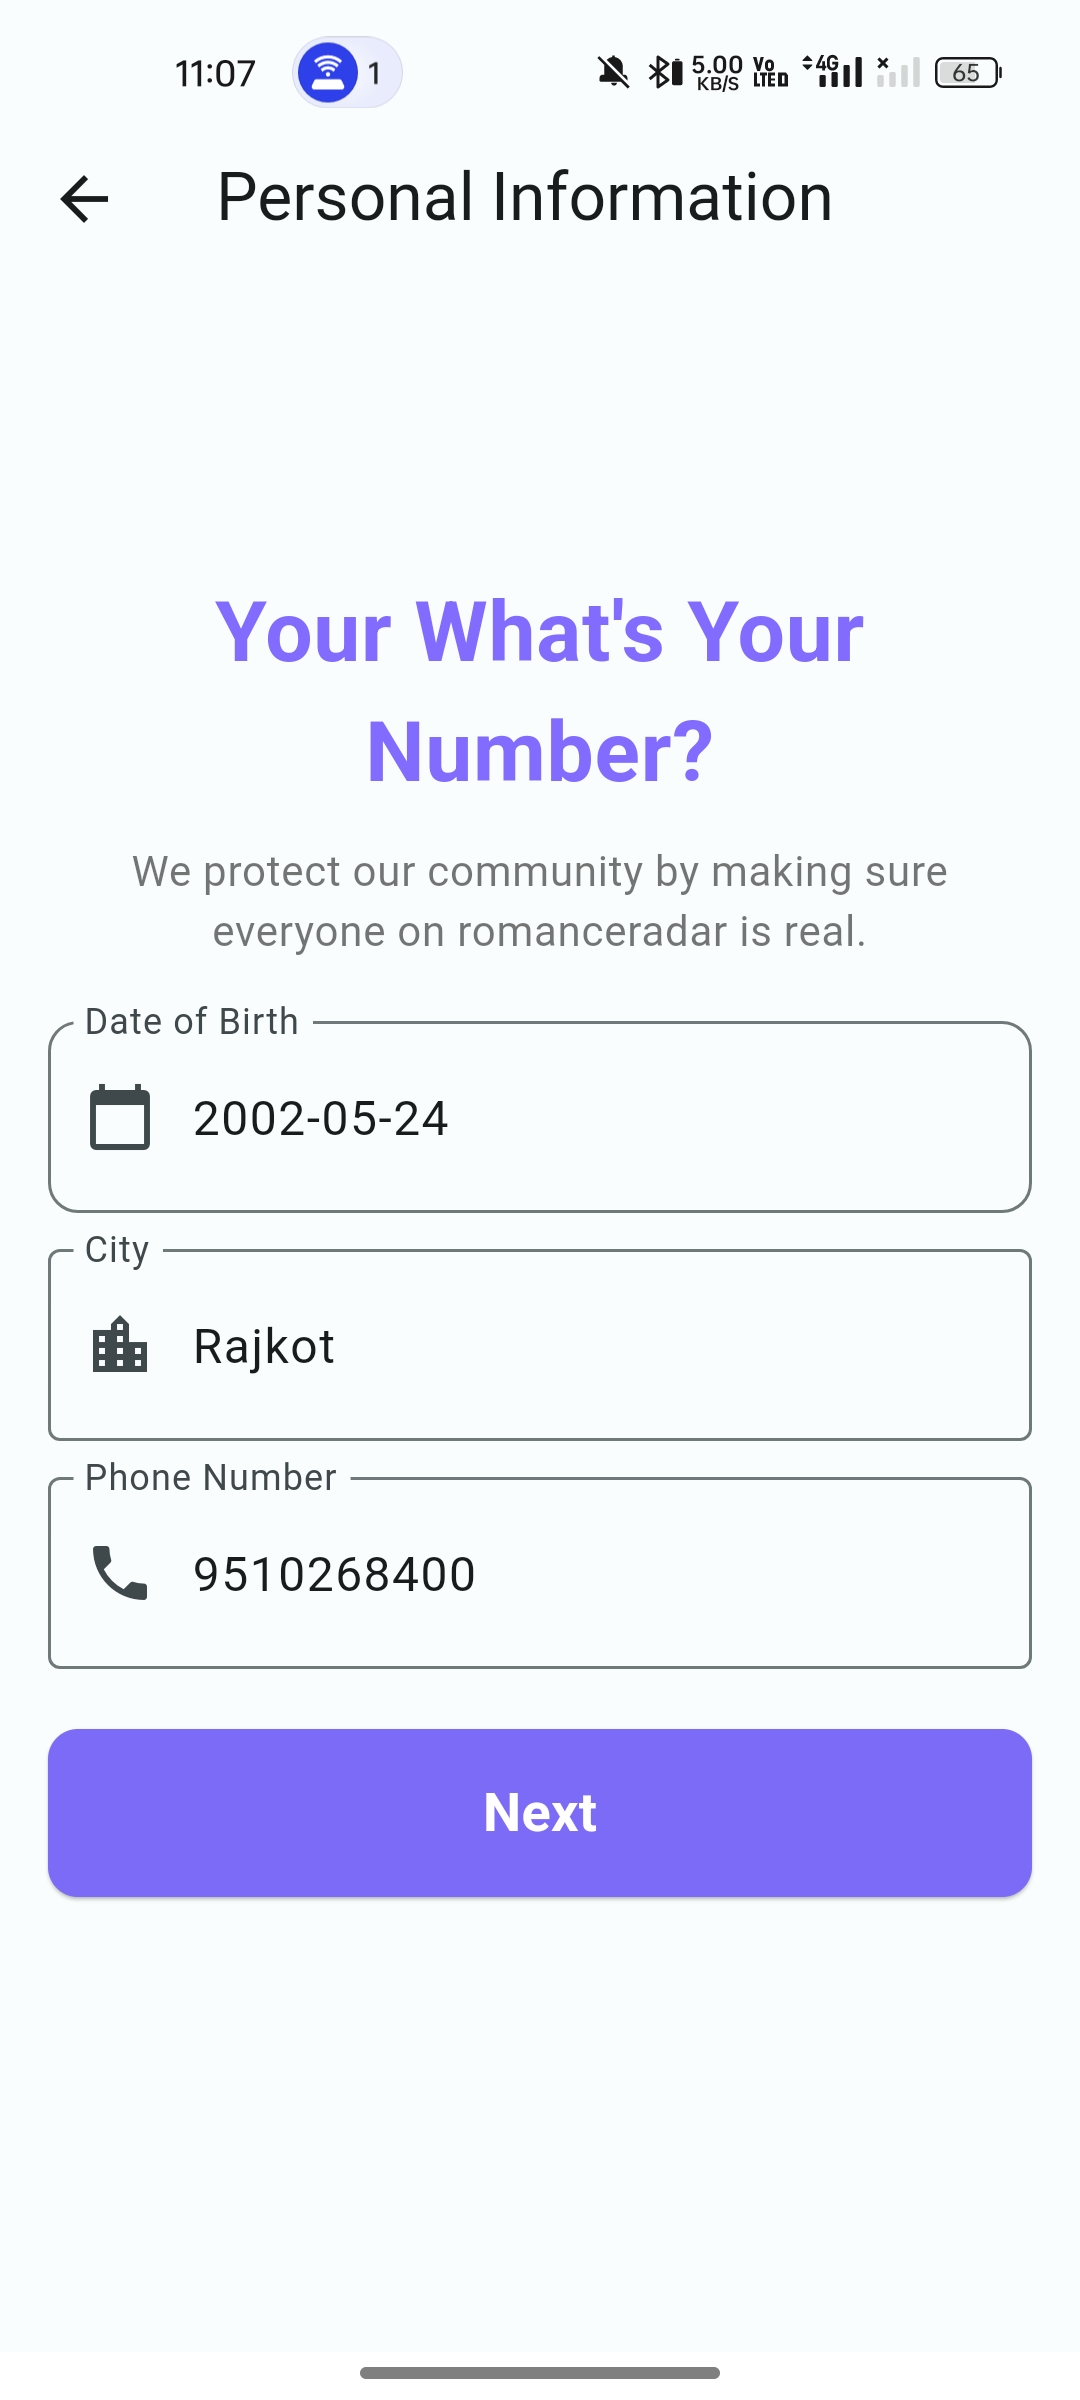 11:07
1
5.00
KB/S
Vo
LTE D
4G
65
Personal Information
Your What's Your
Number?
We protect our community by making sure
everyone on romanceradar is real.
Date of Birth
2002-05-24
City
Rajkot
Phone Number
9510268400
Next